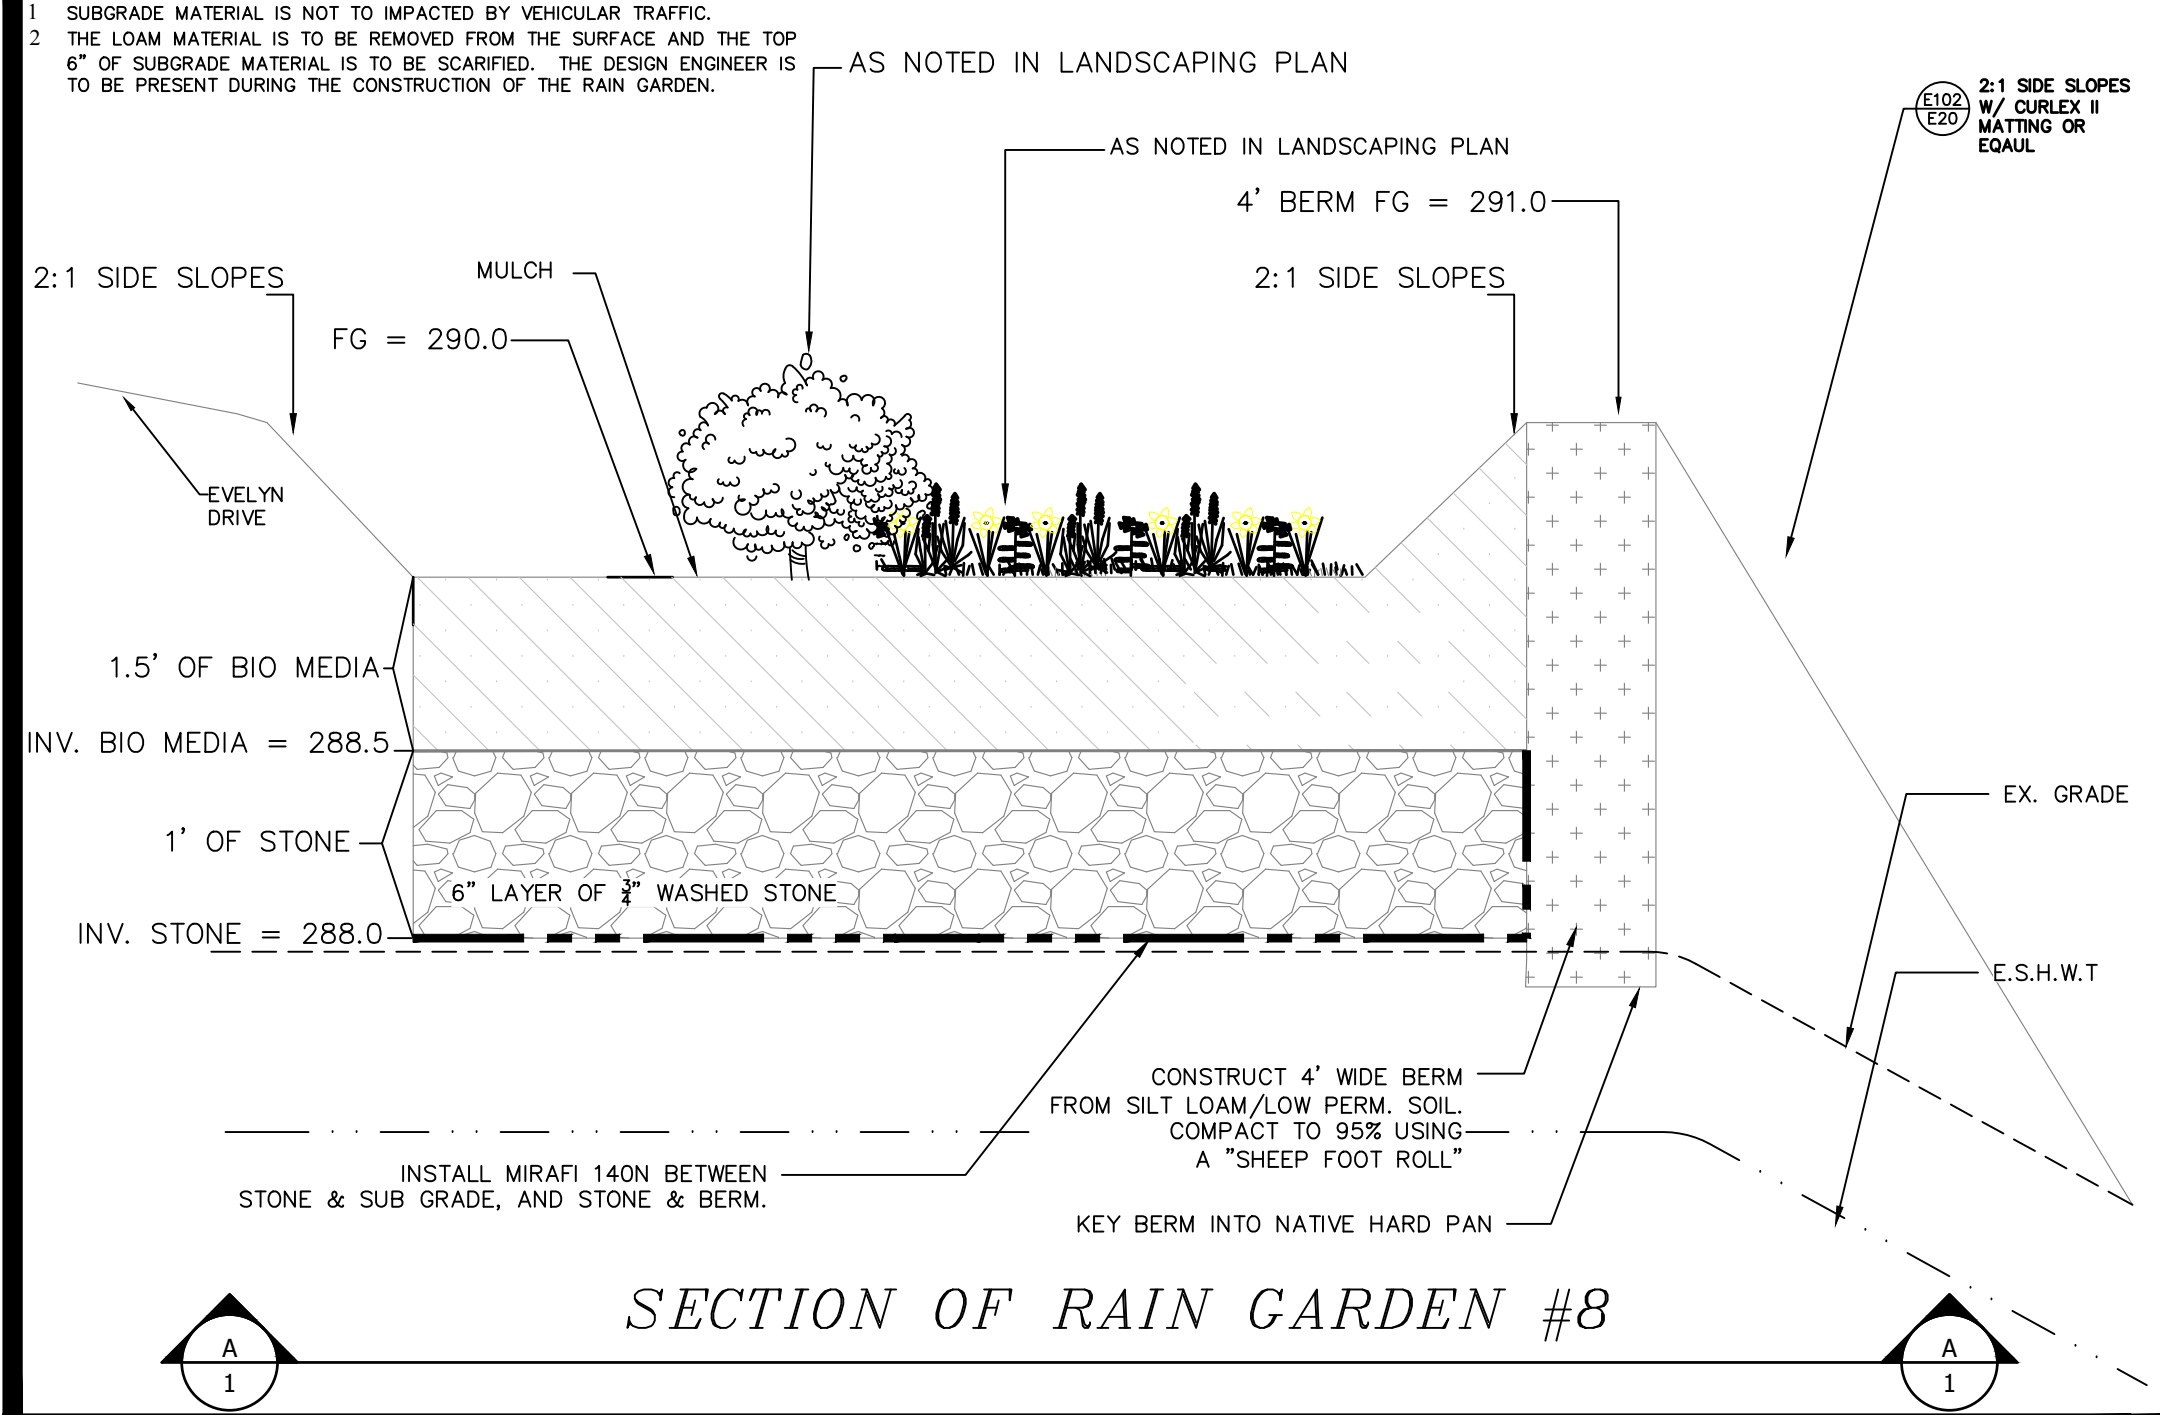 1 SUBGRADE MATERIAL IS NOT TO IMPACTED BY VEHICULAR TRAFFIC.
2 THE LOAM MATERIAL IS TO BE REMOVED FROM THE SURFACE AND THE TOP
6” OF SUBGRADE MATERIAL IS TO BE SCARIFIED. THE DESIGN ENGINEER IS
TO BE PRESENT DURING THE CONSTRUCTION OF THE RAIN GARDEN.
AS NOTED IN LANDSCAPING PLAN
E102
E20
2:1 SIDE SLOPES
W/ CURLEX II
MATTING OR
EQAUL
AS NOTED IN LANDSCAPING PLAN
4’ BERM FG = 291.0
2:1 SIDE SLOPES
MULCH
2:1 SIDE SLOPES
FG = 290.0
EVELYN
DRIVE
1.5’ OF BIO MEDIA
INV. BIO MEDIA = 288.5
EX. GRADE
1’ OF STONE
6” LAYER OF 3/4” WASHED STONE
INV. STONE = 288.0
E.S.H.W.T
CONSTRUCT 4’ WIDE BERM
FROM SILT LOAM/LOW PERM. SOIL.
COMPACT TO 95% USING
A ”SHEEP FOOT ROLL”
INSTALL MIRAFI 140N BETWEEN
STONE & SUB GRADE, AND STONE & BERM.
KEY BERM INTO NATIVE HARD PAN
SECTION OF RAIN GARDEN #8
A
1
A
1